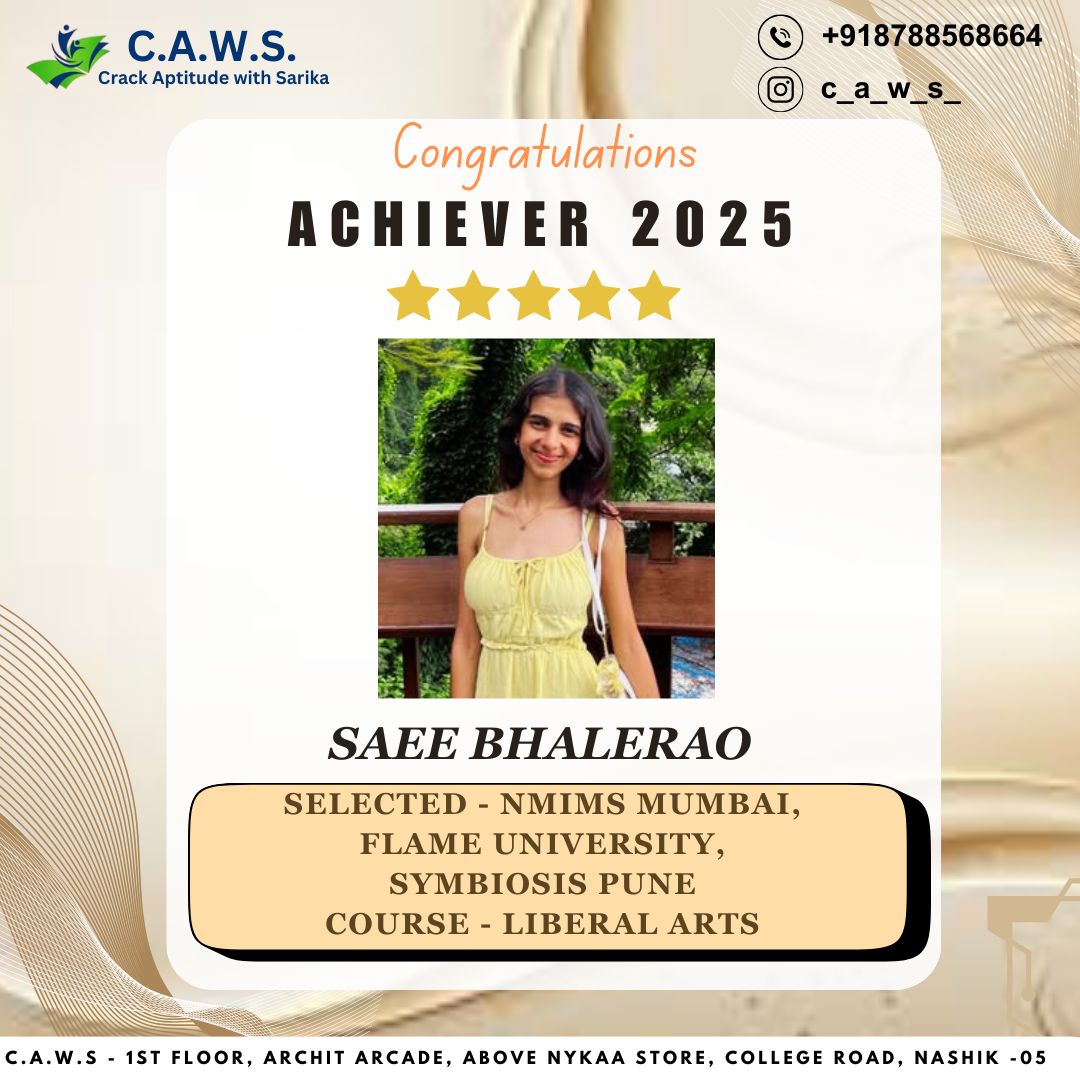 C.A.W.S.
Crack Aptitude with Sarika
+918788568664
c_a_w_s_
Congratulations
ACHIEVER 2025
SAEE BHALERAO
SELECTED - NMIMS MUMBAI,
FLAME UNIVERSITY,
SYMBIOSIS PUNE
COURSE - LIBERAL ARTS
C.A.W.S - 1ST FLOOR, ARCHIT ARCADE, ABOVE NYKAA STORE, COLLEGE ROAD, NASHIK -05